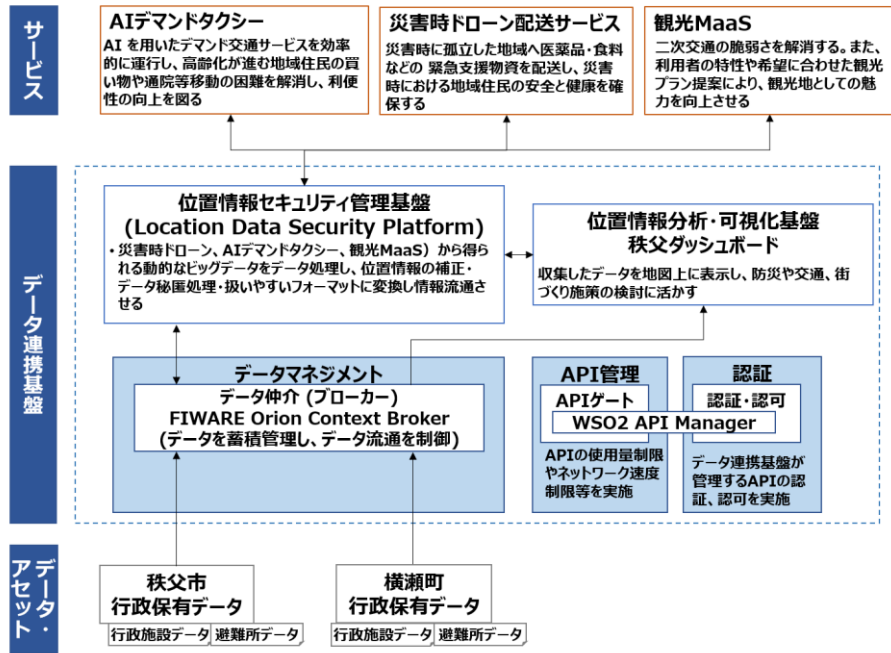 サービス
AIデマンドタクシー
AI を用いたデマンド交通サービスを効率
的に運行し、高齢化が進む地域住民の買
い物や通院等移動の困難を解消し、利便
性の向上を図る
災害時ドローン配送サービス
災害時に孤立した地域へ医薬品・食料
などの 緊急支援物資を配送し、災害
時における地域住民の安全と健康を確
保する
観光MaaS
二次交通の脆弱さを解消する。また、
利用者の特性や希望に合わせた観光
プラン提案により、観光地としての魅
力を向上させる
データ連携基盤
位置情報セキュリティ管理基盤
(Location Data Security Platform)
・災害時ドローン、AIデマンドタクシー、観光MaaS）から得ら
れる動的なビッグデータをデータ処理し、位置情報の補正・
データ秘匿処理・扱いやすいフォーマットに変換し情報流通さ
せる
位置情報分析・可視化基盤
秩父ダッシュボード
収集したデータを地図上に表示し、防災や交通、街
づくり施策の検討に活かす
データマネジメント
データ仲介 (ブローカー)
FIWARE Orion Context Broker
(データを蓄積管理し、データ流通を制御)
API管理
APIゲート
認証
認証・認可
WSO2 API Manager
APIの使用量制限
やネットワーク速度
制限等を実施
データ連携基盤が
管理するAPIの認
証、認可を実施
データ・
アセット
秩父市
行政保有データ
行政施設データ
避難所データ
横瀬町
行政保有データ
行政施設データ
避難所データ